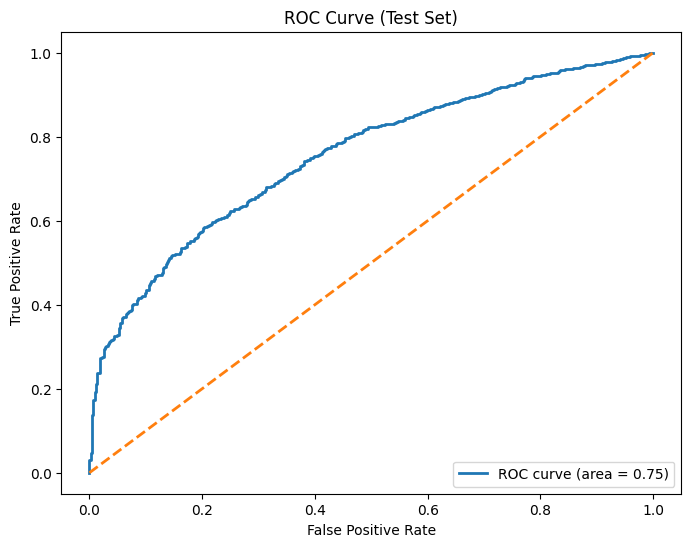 ROC Curve (Test Set)
1.0
0.8
0.6
0.4
0.2
0.0
True Positive Rate
ROC curve (area = 0.75)
0.0 0.2 0.4 0.6 0.8 1.0
False Positive Rate